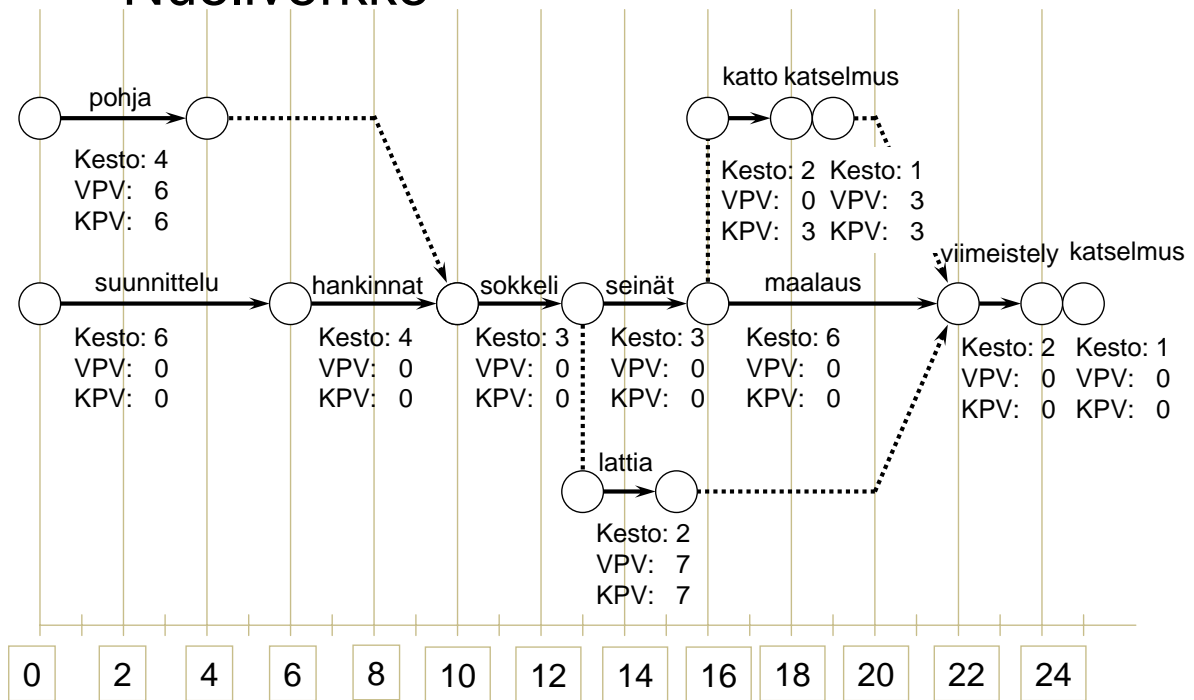 Nuoliverkko
katto katselmus
pohja
Kesto: 4
VPV: 6
KPV: 6
Kesto: 2 Kesto: 1
VPV: 0 VPV: 3
KPV: 3 KPV: 3
viimeistely katselmus
suunnittelu hankinnat sokkeli seinät maalaus
Kesto: 6 Kesto: 4 Kesto: 3 Kesto: 3 Kesto: 6
VPV: 0 VPV: 0 VPV: 0 VPV: 0 VPV: 0
KPV: 0 KPV: 0 KPV: 0 KPV: 0 KPV: 0
Kesto: 2 Kesto: 1
VPV: 0 VPV: 0
KPV: 0 KPV: 0
lattia
Kesto: 2
VPV: 7
KPV: 7
0 2 4 6 8 10 12 14 16 18 20 22 24